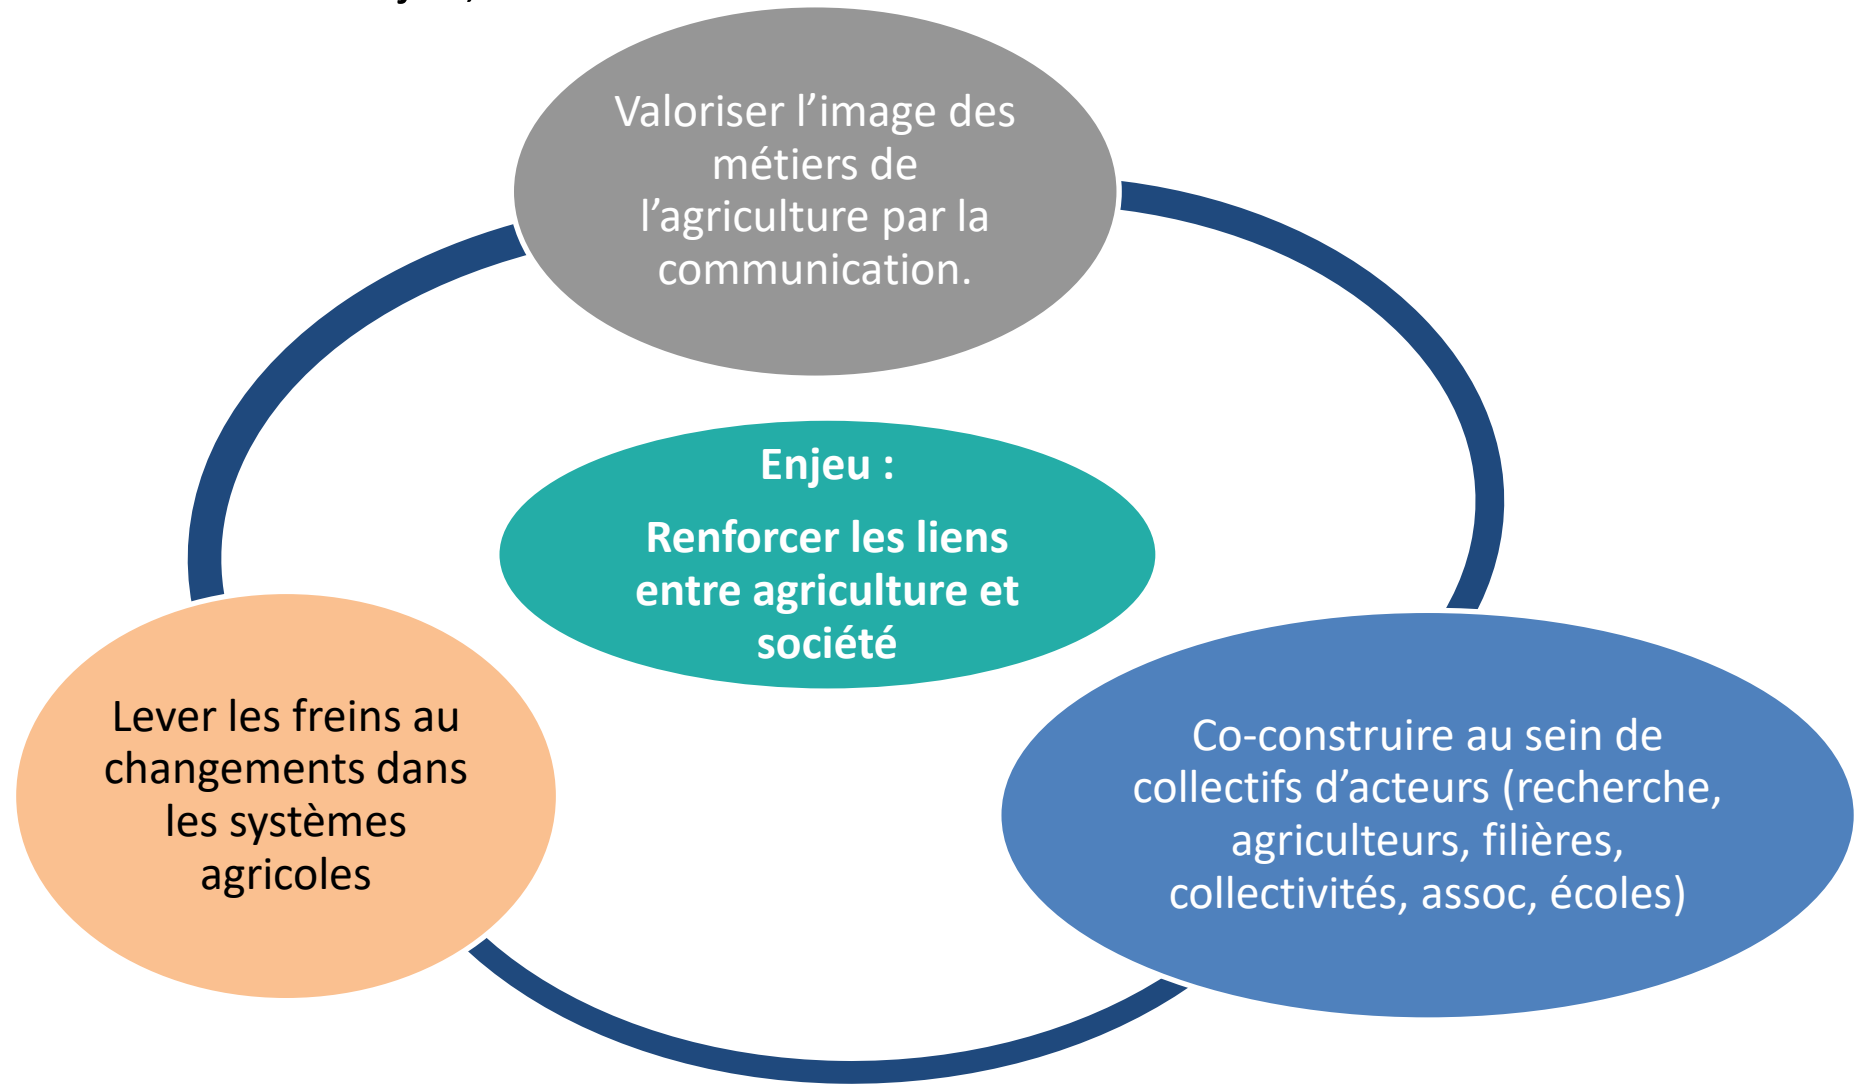 Valoriser l’image des
métiers de
l’agriculture par la
communication.
Enjeu :
Renforcer les liens
entre agriculture et
société
Lever les freins au
changements dans
les systèmes
agricoles
Co-construire au sein de
collectifs d’acteurs (recherche,
agriculteurs, filières,
collectivités, assoc, écoles)